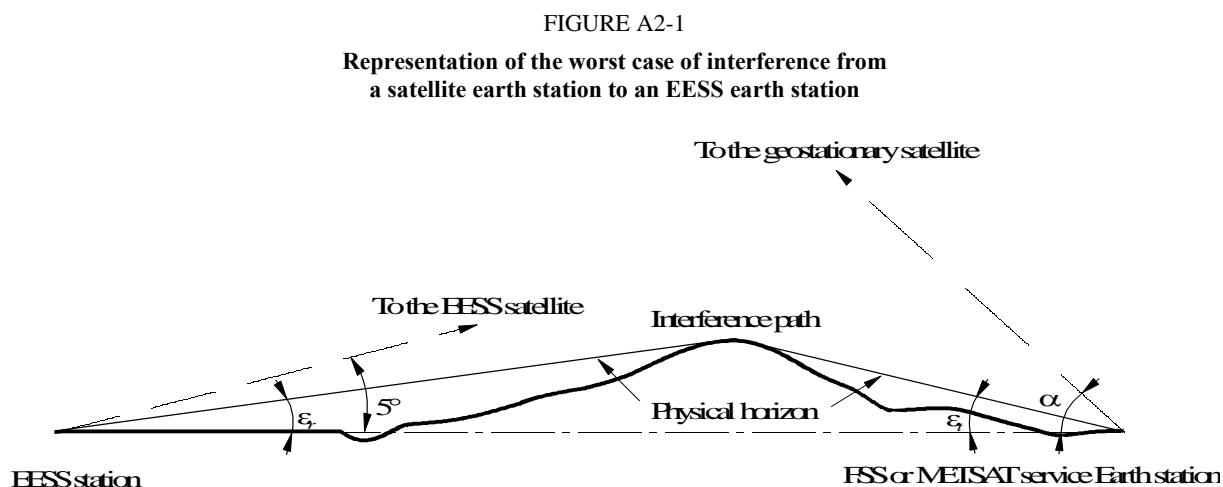 FIGURE A2-1
Representation of the worst case of interference from
a satellite earth station to an EESS earth station
To the geostationary satellite
To the EESS satellite
Interference path
5°
εr
Physical horizon
εt
α
EESS station
FSS or METSAT service Earth station